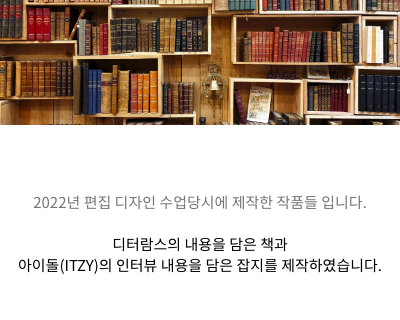 2022년 편집 디자인 수업당시에 제작한 작품들 입니다.
디터람스의 내용을 담은 책과
아이돌(ITZY)의 인터뷰 내용을 담은 잡지를 제작하였습니다.